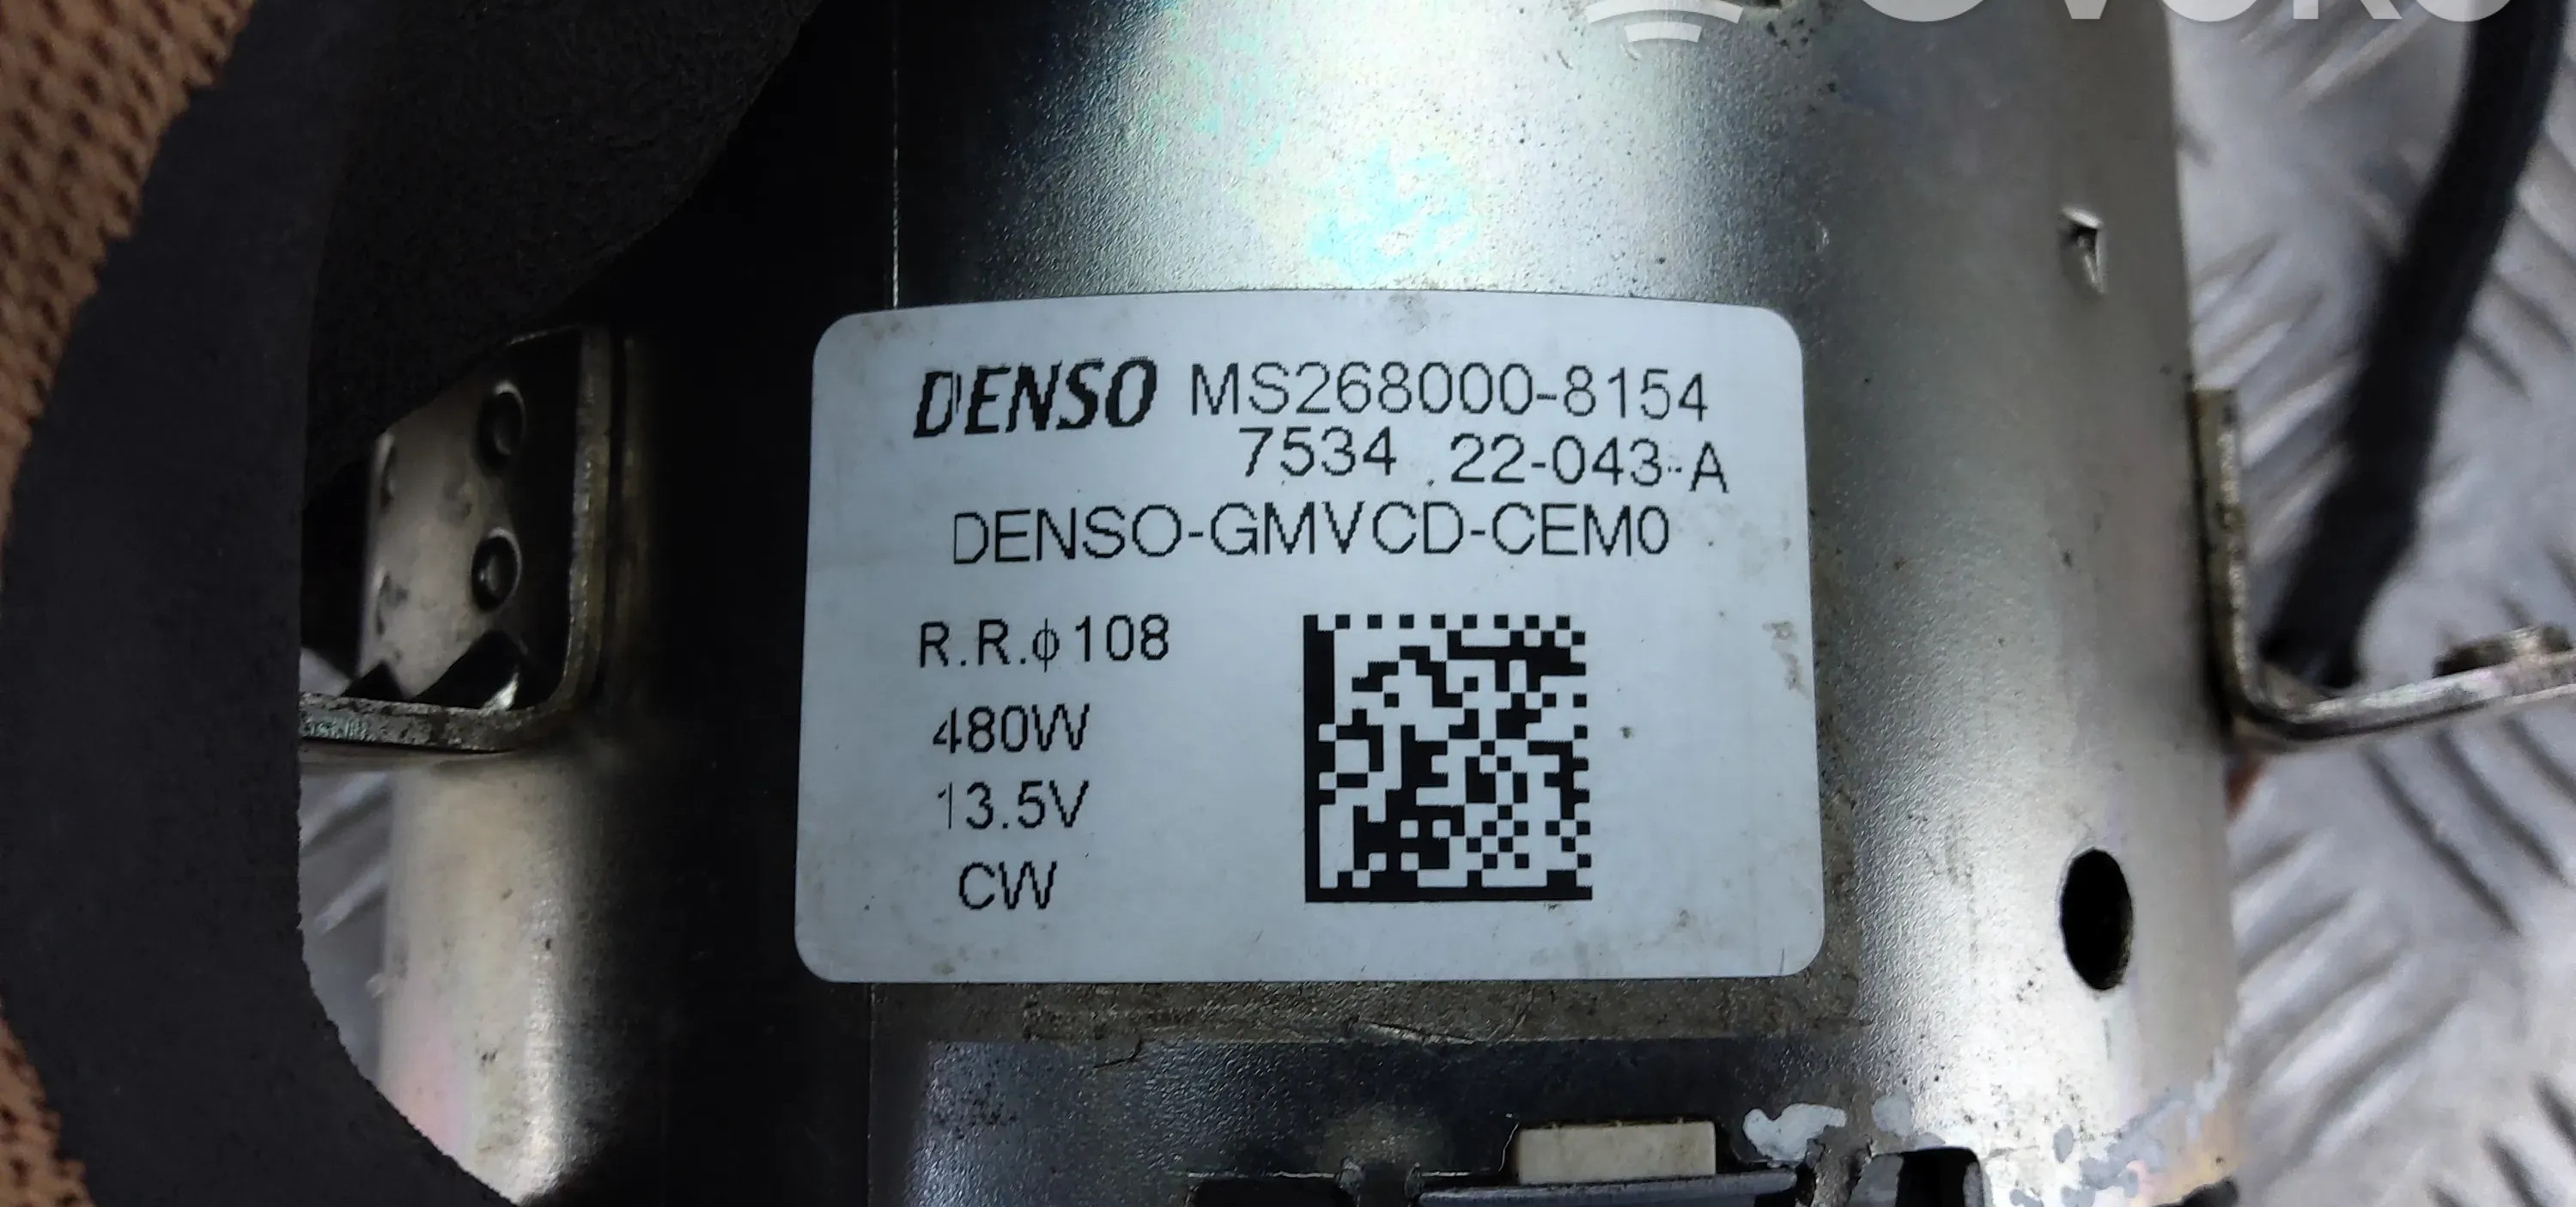 DENSO MS268000-8154
7534 22-043-A
DENSO-GMVCD-CEM0
R.R.ϕ108
480W
13.5V
CW